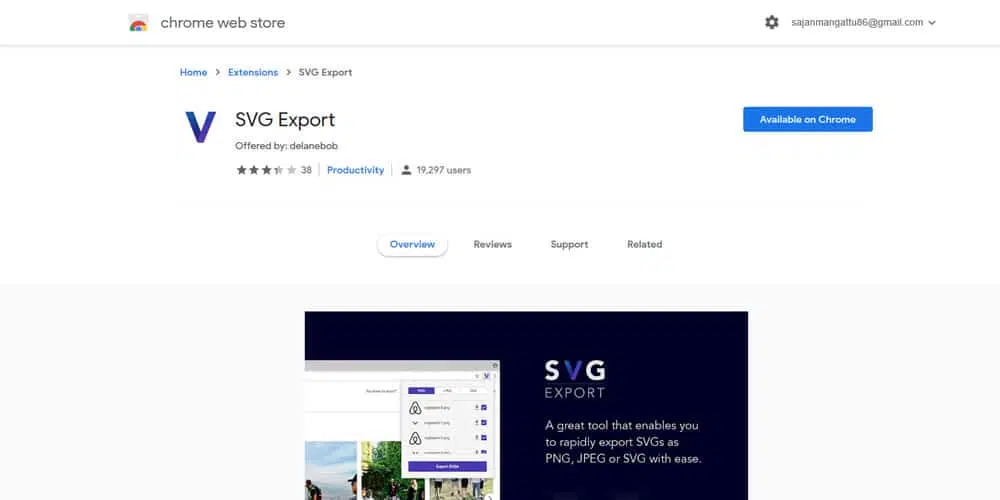 chrome web store
sajanmangattu86@gmail.com
Home > Extensions > SVG Export
SVG Export
Available on Chrome
Offered by: delanebob
38 | Productivity | 19,297 users
Overview
Reviews
Support
Related
SVG
EXPORT
A great tool that enables you
to rapidly export SVGs as
PNG, JPEG or SVG with ease.